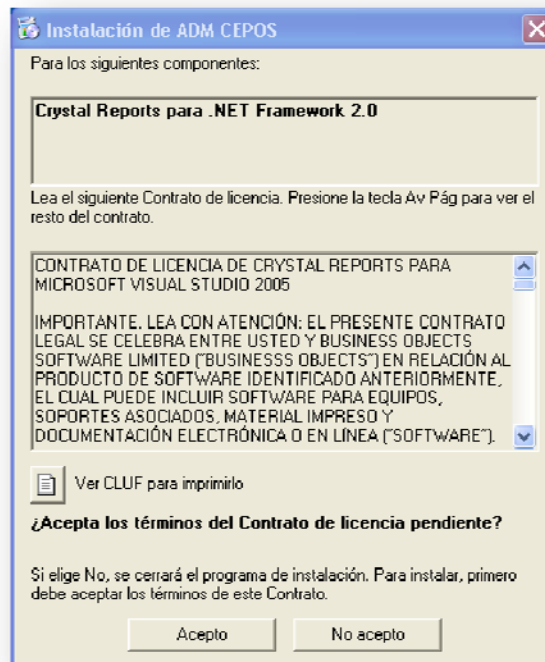 Instalación de ADM CEPOS
Para los siguientes componentes:
Crystal Reports para .NET Framework 2.0
Lea el siguiente Contrato de licencia. Presione la tecla Av Pág para ver el
resto del contrato.
CONTRATO DE LICENCIA DE CRYSTAL REPORTS PARA
MICROSOFT VISUAL STUDIO 2005
IMPORTANTE. LEA CON ATENCIÓN: EL PRESENTE CONTRATO
LEGAL SE CELEBRA ENTRE USTED Y BUSINESS OBJECTS
SOFTWARE LIMITED ("BUSINESSS OBJECTS") EN RELACIÓN AL
PRODUCTO DE SOFTWARE IDENTIFICADO ANTERIORMENTE,
EL CUAL PUEDE INCLUIR SOFTWARE PARA EQUIPOS,
SOPORTES ASOCIADOS, MATERIAL IMPRESO Y
DOCUMENTACIÓN ELECTRÓNICA O EN LÍNEA ("SOFTWARE").
Ver CLUF para imprimirlo
¿Acepta los términos del Contrato de licencia pendiente?
Si elige No, se cerrará el programa de instalación. Para instalar, primero
debe aceptar los términos de este Contrato.
Acepto
No acepto